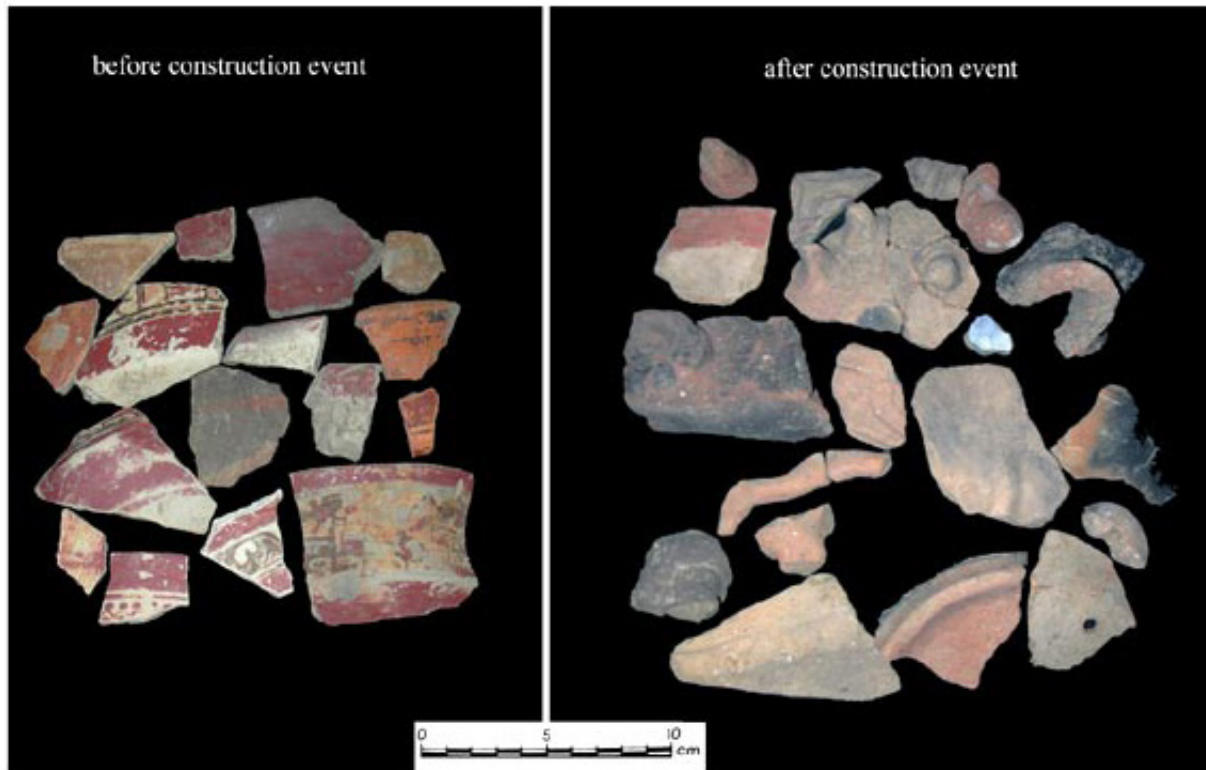 before construction event
after construction event
0 5 10
cm